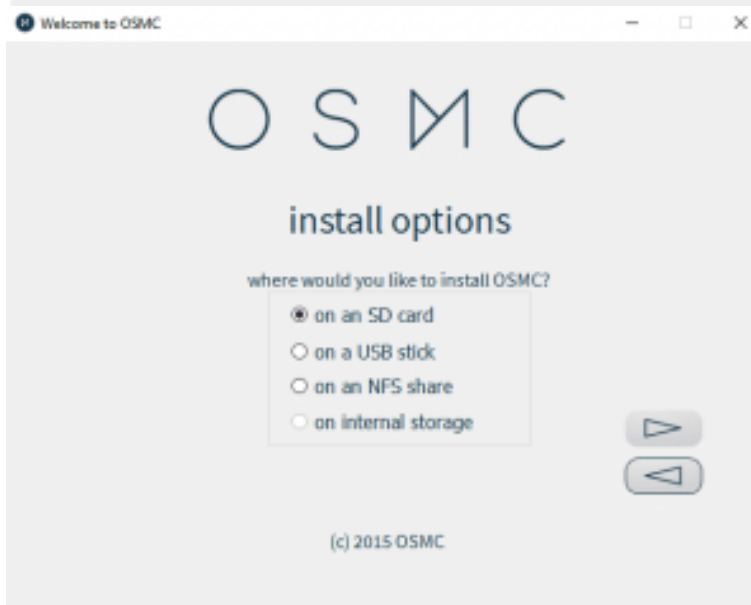 Welcome to OSMC
OSMC
install options
where would you like to install OSMC?
on an SD card
on a USB stick
on an NFS share
on internal storage
(c) 2015 OSMC